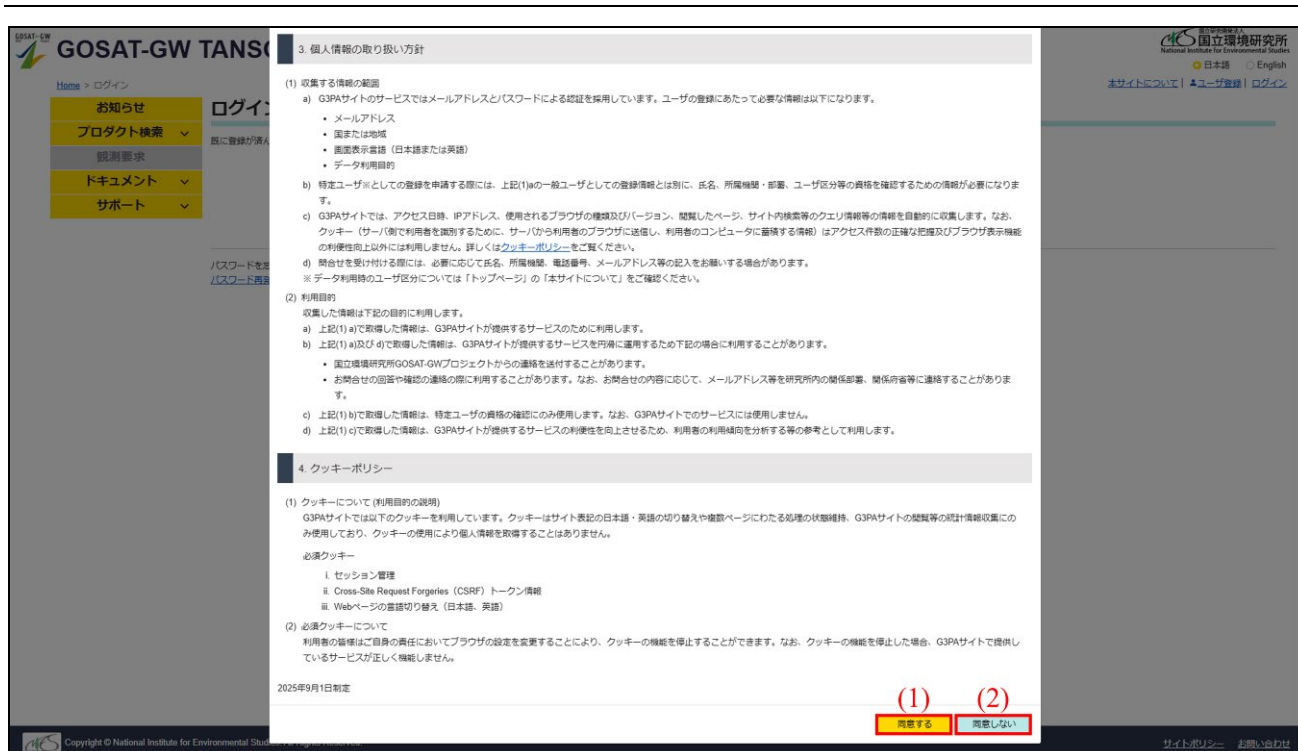 GOSAT-GW
GOSAT-GW TANSO
国立研究開発法人
国立環境研究所
National Institute for Environmental Studies
日本語 English
Home > ログイン
本サイトについて | ユーザ登録 | ログイン
お知らせ
プロダクト検索
観測要求
ドキュメント
サポート
ログイン
既に登録が済ん
パスワードを忘
パスワード再設
3. 個人情報の取り扱い方針
(1) 収集する情報の範囲
a) G3PAサイトのサービスではメールアドレスとパスワードによる認証を採用しています。ユーザの登録にあたって必要な情報は以下になります。
• メールアドレス
• 国または地域
• 画面表示言語（日本語または英語）
• データ利用目的
b) 特定ユーザ※としての登録を申請する際には、上記(1)aの一般ユーザとしての登録情報とは別に、氏名、所属機関・部署、ユーザ区分等の資格を確認するための情報が必要になりま
す。
c) G3PAサイトでは、アクセス日時、IPアドレス、使用されるブラウザの種類及びバージョン、閲覧したページ、サイト内検索等のクエリ情報等の情報を自動的に収集します。なお、
クッキー（サーバ側で利用者を識別するために、サーバから利用者のブラウザに送信し、利用者のコンピュータに蓄積する情報）はアクセス件数の正確な把握及びブラウザ表示機能
の利便性向上以外には利用しません。詳しくはクッキーポリシーをご覧ください。
d) 問合せを受け付ける際には、必要に応じて氏名、所属機関、電話番号、メールアドレス等の記入をお願いする場合があります。
※ データ利用時のユーザ区分については「トップページ」の「本サイトについて」をご確認ください。
(2) 利用目的
収集した情報は下記の目的に利用します。
a) 上記(1) a)で取得した情報は、G3PAサイトが提供するサービスのために利用します。
b) 上記(1) a)及び d)で取得した情報は、G3PAサイトが提供するサービスを円滑に運用するため下記の場合に利用することがあります。
• 国立環境研究所GOSAT-GWプロジェクトからの連絡を送付することがあります。
• お問合せの回答や確認の連絡の際に利用することがあります。なお、お問合せの内容に応じて、メールアドレス等を研究所内の関係部署、関係府省等に連絡することがありま
す。
c) 上記(1) b)で取得した情報は、特定ユーザの資格の確認にのみ使用します。なお、G3PAサイトでのサービスには使用しません。
d) 上記(1) c)で取得した情報は、G3PAサイトが提供するサービスの利便性を向上させるため、利用者の利用傾向を分析する等の参考として利用します。
4. クッキーポリシー
(1) クッキーについて (利用目的の説明)
G3PAサイトでは以下のクッキーを利用しています。クッキーはサイト表記の日本語・英語の切り替えや複数ページにわたる処理の状態維持、G3PAサイトの閲覧等の統計情報収集にの
み使用しており、クッキーの使用により個人情報を取得することはありません。
必須クッキー
i. セッション管理
ii. Cross-Site Request Forgeries（CSRF）トークン情報
iii. Webページの言語切り替え（日本語、英語）
(2) 必須クッキーについて
利用者の皆様はご自身の責任においてブラウザの設定を変更することにより、クッキーの機能を停止することができます。なお、クッキーの機能を停止した場合、G3PAサイトで提供し
ているサービスが正しく機能しません。
2025年9月1日制定
(1) (2)
同意する 同意しない
Copyright © National Institute for Environmental Studies. All Rights Reserved.
サイトポリシー お問い合わせ